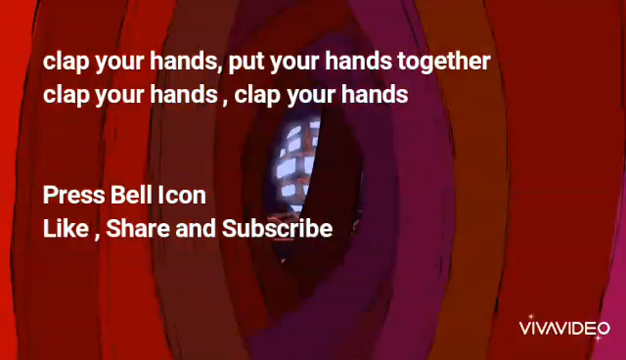 clap your hands, put your hands together
clap your hands , clap your hands
Press Bell Icon
Like , Share and Subscribe
VIVAVIDEO